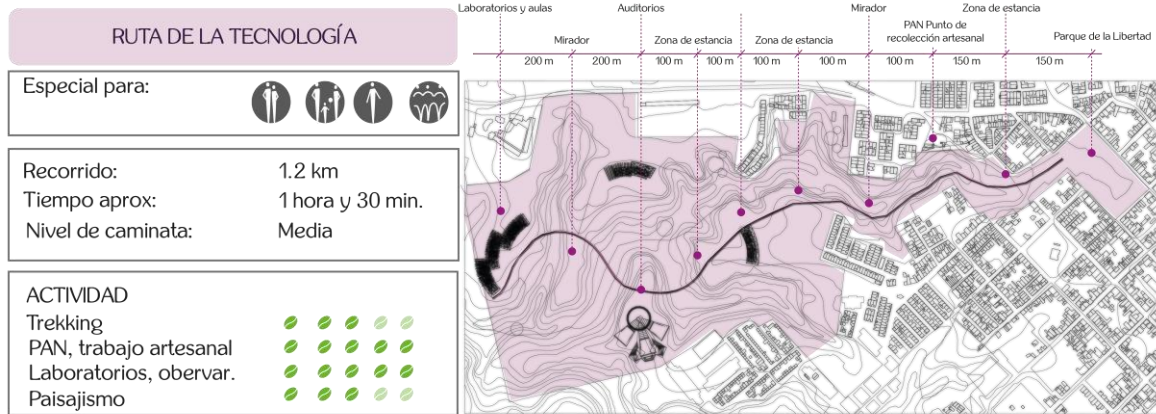 RUTA DE LA TECNOLOGÍA
Especial para:
Recorrido: 1.2 km
Tiempo aprox: 1 hora y 30 min.
Nivel de caminata: Media
ACTIVIDAD
Trekking
PAN, trabajo artesanal
Laboratorios, obervar.
Paisajismo
Laboratorios y aulas
Auditorios
Mirador
Zona de estancia
Mirador
Zona de estancia
Zona de estancia
PAN Punto de
recolección artesanal
Parque de la Libertad
200 m 200 m 100 m 100 m 100 m 100 m 100 m 150 m 150 m